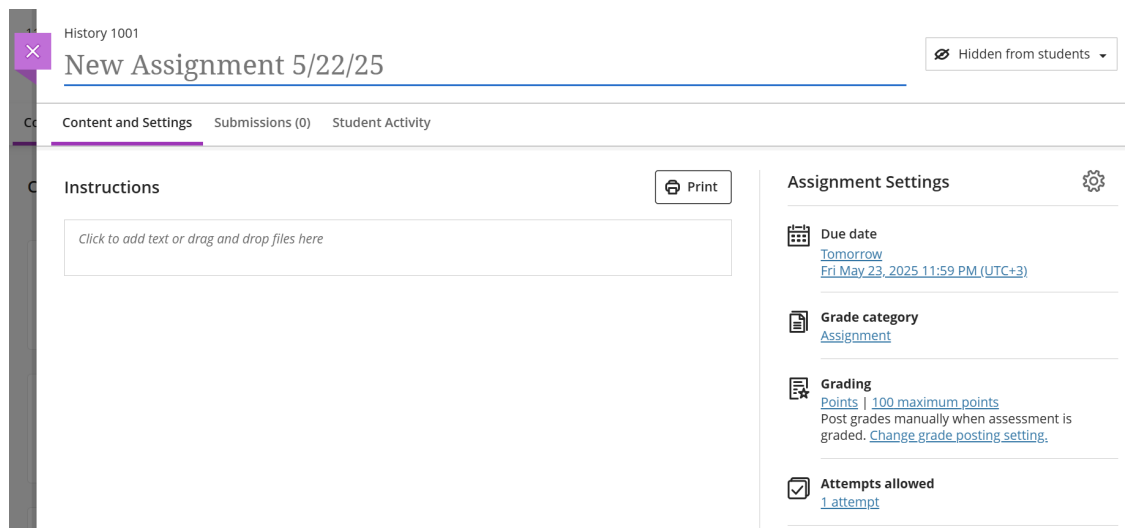 History 1001
New Assignment 5/22/25
Hidden from students
Content and Settings
Submissions (0)
Student Activity
Instructions
Print
Click to add text or drag and drop files here
Assignment Settings
Due date
Tomorrow
Fri May 23, 2025 11:59 PM (UTC+3)
Grade category
Assignment
Grading
Points | 100 maximum points
Post grades manually when assessment is
graded. Change grade posting setting.
Attempts allowed
1 attempt